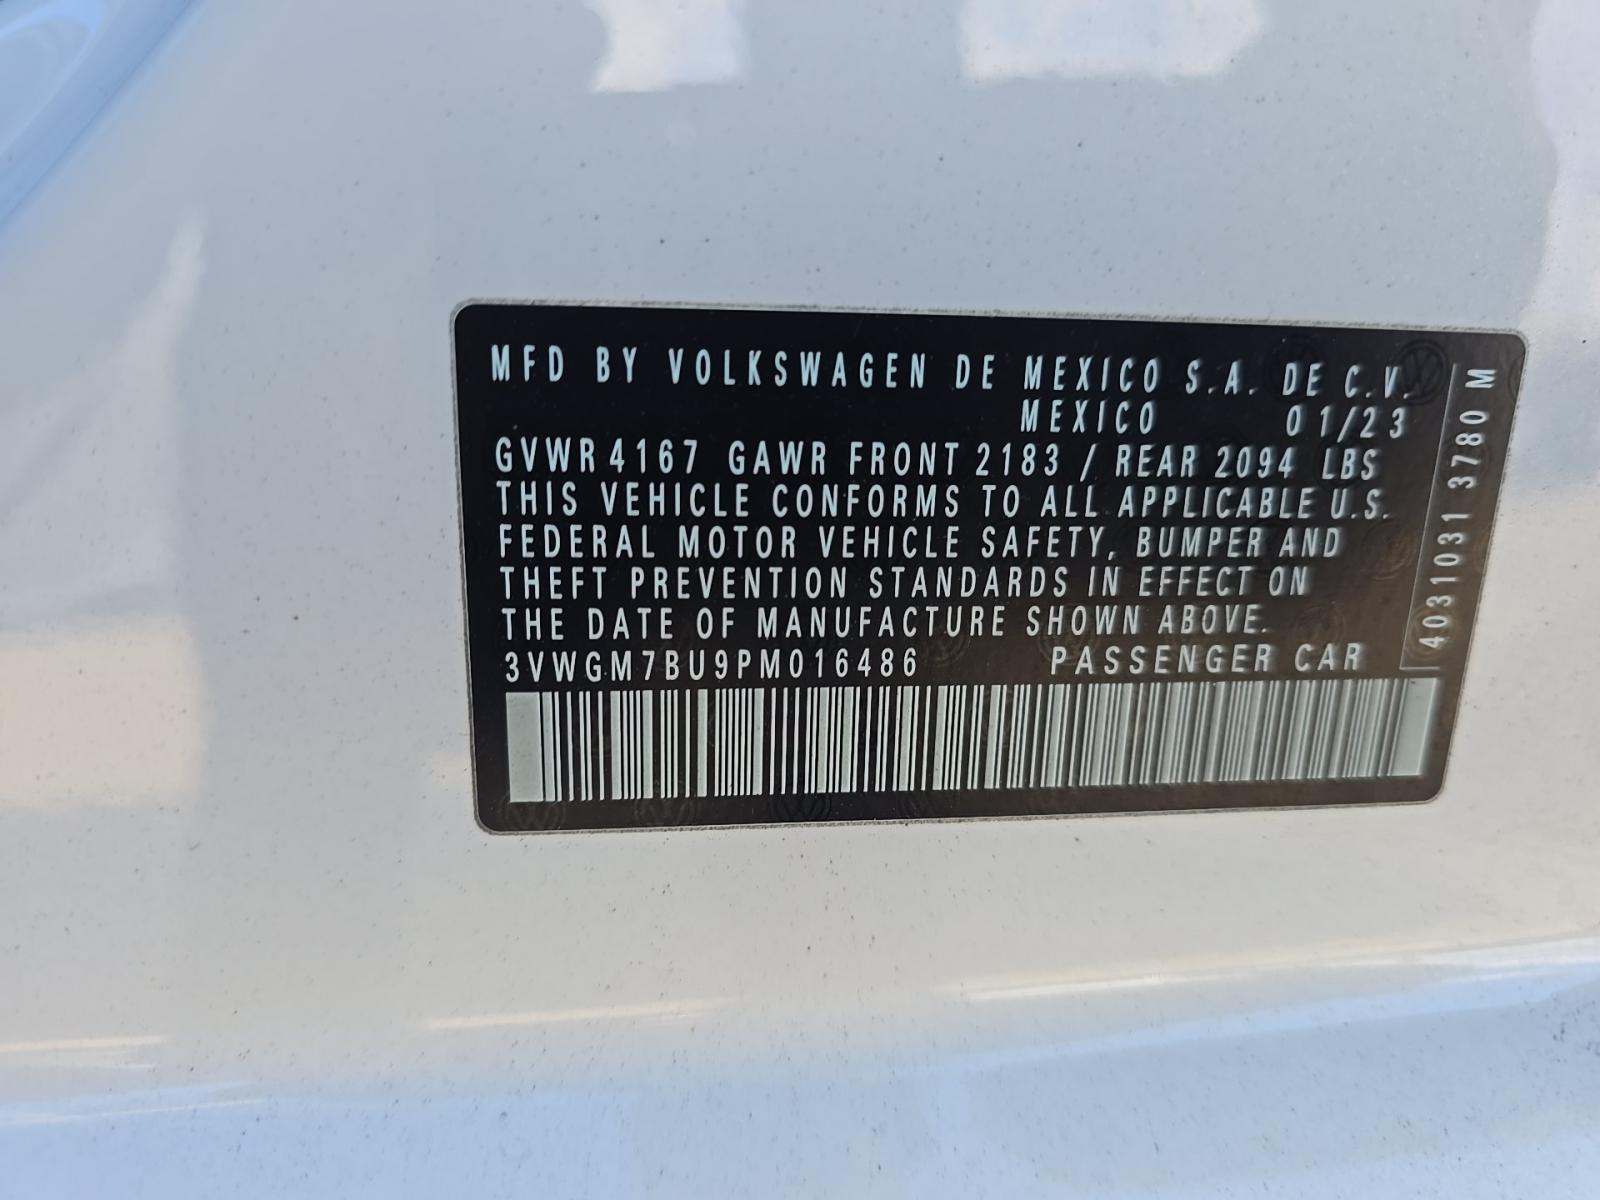 MFD BY VOLKSWAGEN DE MEXICO S.A. DE C.V.
MEXICO 01/23
GVWR 4167 GAWR FRONT 2183 / REAR 2094 LBS
THIS VEHICLE CONFORMS TO ALL APPLICABLE U.S.
FEDERAL MOTOR VEHICLE SAFETY, BUMPER AND
THEFT PREVENTION STANDARDS IN EFFECT ON
THE DATE OF MANUFACTURE SHOWN ABOVE.
3VWGM7BU9PM016486 PASSENGER CAR
4031031 3780 M